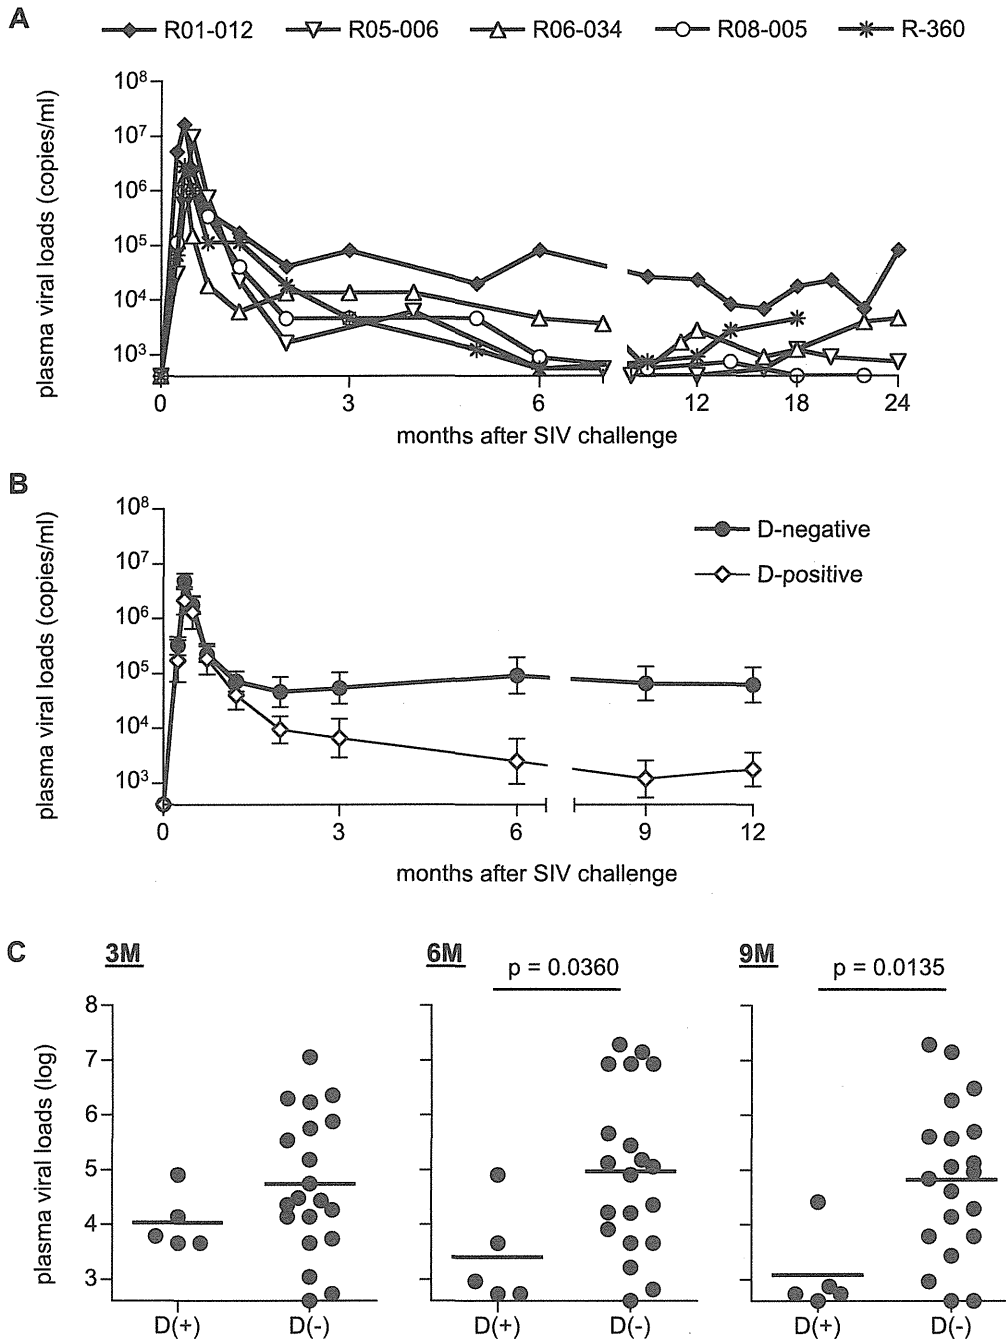 A
R01-012 R05-006 R06-034 R08-005 R-360
plasma viral loads (copies/ml)
10⁸
10⁷
10⁶
10⁵
10⁴
10³
0 3 6 12 18 24
months after SIV challenge
B
D-negative
D-positive
plasma viral loads (copies/ml)
10⁸
10⁷
10⁶
10⁵
10⁴
10³
0 3 6 9 12
months after SIV challenge
C
3M 6M 9M
p = 0.0360 p = 0.0135
plasma viral loads (log)
8
7
6
5
4
3
D(+) D(-) D(+) D(-) D(+) D(-)